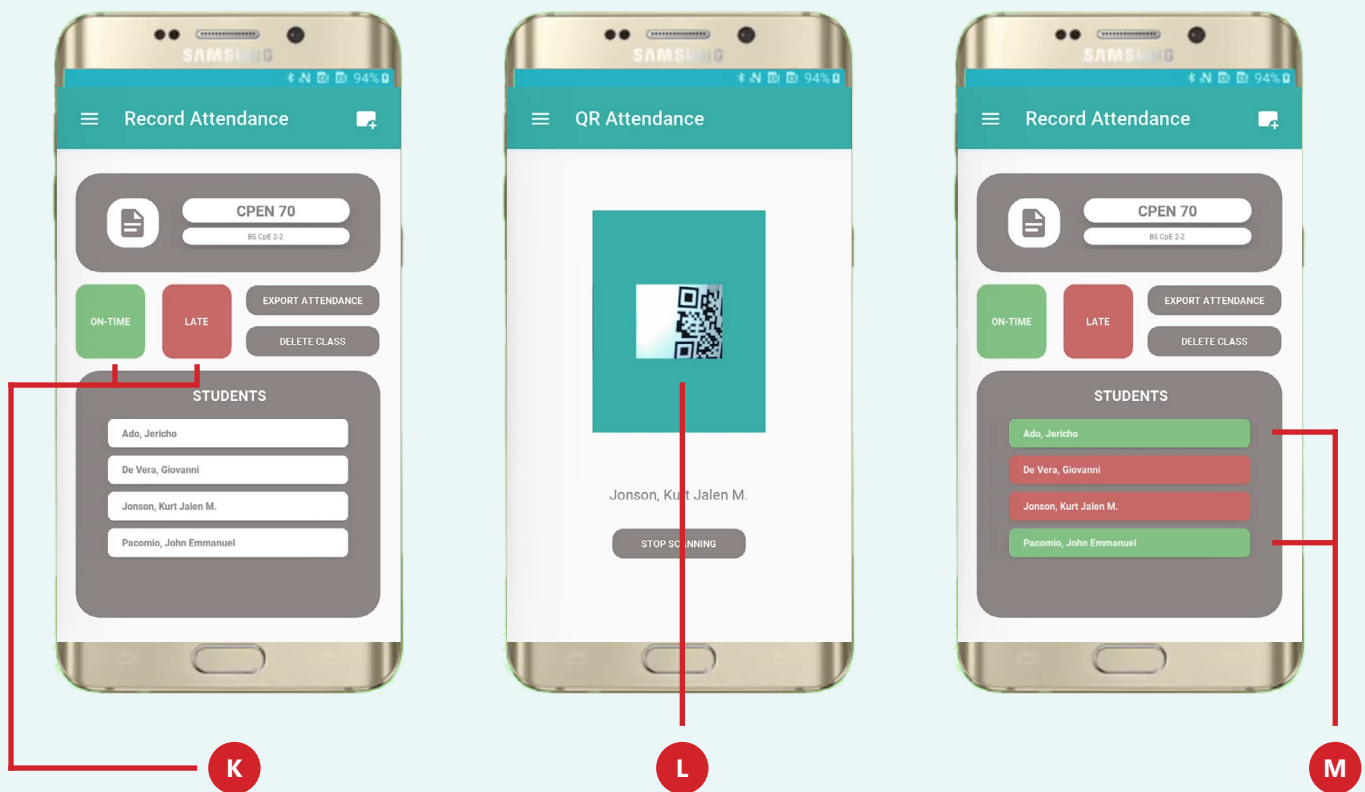 SAMSUNG
94%
Record Attendance
CPEN 70
BS CpE 2-2
ON-TIME
LATE
EXPORT ATTENDANCE
DELETE CLASS
STUDENTS
Ado, Jericho
De Vera, Giovanni
Jonson, Kurt Jalen M.
Pacomio, John Emmanuel
K
SAMSUNG
94%
QR Attendance
Jonson, Kurt Jalen M.
STOP SCANNING
L
SAMSUNG
94%
Record Attendance
CPEN 70
BS CpE 2-2
ON-TIME
LATE
EXPORT ATTENDANCE
DELETE CLASS
STUDENTS
Ado, Jericho
De Vera, Giovanni
Jonson, Kurt Jalen M.
Pacomio, John Emmanuel
M